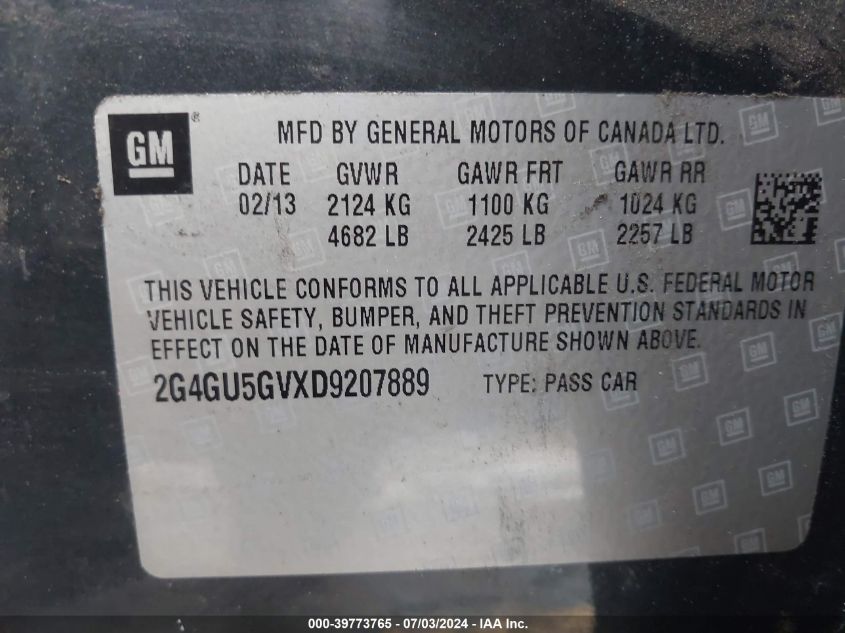 GM® MFD BY GENERAL MOTORS OF CANADA LTD.
DATE GVWR GAWR FRT GAWR RR
02/13 2124 KG 1100 KG 1024 KG
4682 LB 2425 LB 2257 LB
THIS VEHICLE CONFORMS TO ALL APPLICABLE U.S. FEDERAL MOTOR
VEHICLE SAFETY, BUMPER, AND THEFT PREVENTION STANDARDS IN
EFFECT ON THE DATE OF MANUFACTURE SHOWN ABOVE.
2G4GU5GVXD9207889 TYPE: PASS CAR
000-39773765 / 07/03/2024 - IAA, Inc.